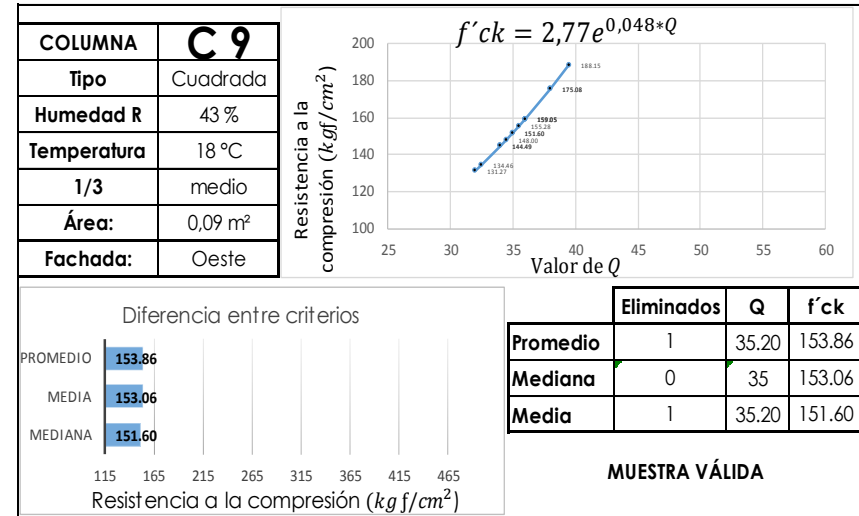 COLUMNA C 9
Tipo Cuadrada
Humedad R 43 %
Temperatura 18 °C
1/3 medio
Área: 0,09 m²
Fachada: Oeste
f´ck = 2,77e^{0,048*Q}
Resistencia a la
compresión (kgf/cm²)
200
180
160
140
120
100
188.15
175.08
159.05
155.28
151.60
148.00
144.49
134.46
131.27
25 30 35 40 45 50 55 60
Valor de Q
Diferencia entre criterios
PROMEDIO 153.86
MEDIA 153.06
MEDIANA 151.60
115 165 215 265 315 365 415 465
Resistencia a la compresión (kgf/cm²)
Eliminados Q f´ck
Promedio 1 35.20 153.86
Mediana 0 35 153.06
Media 1 35.20 151.60
MUESTRA VÁLIDA